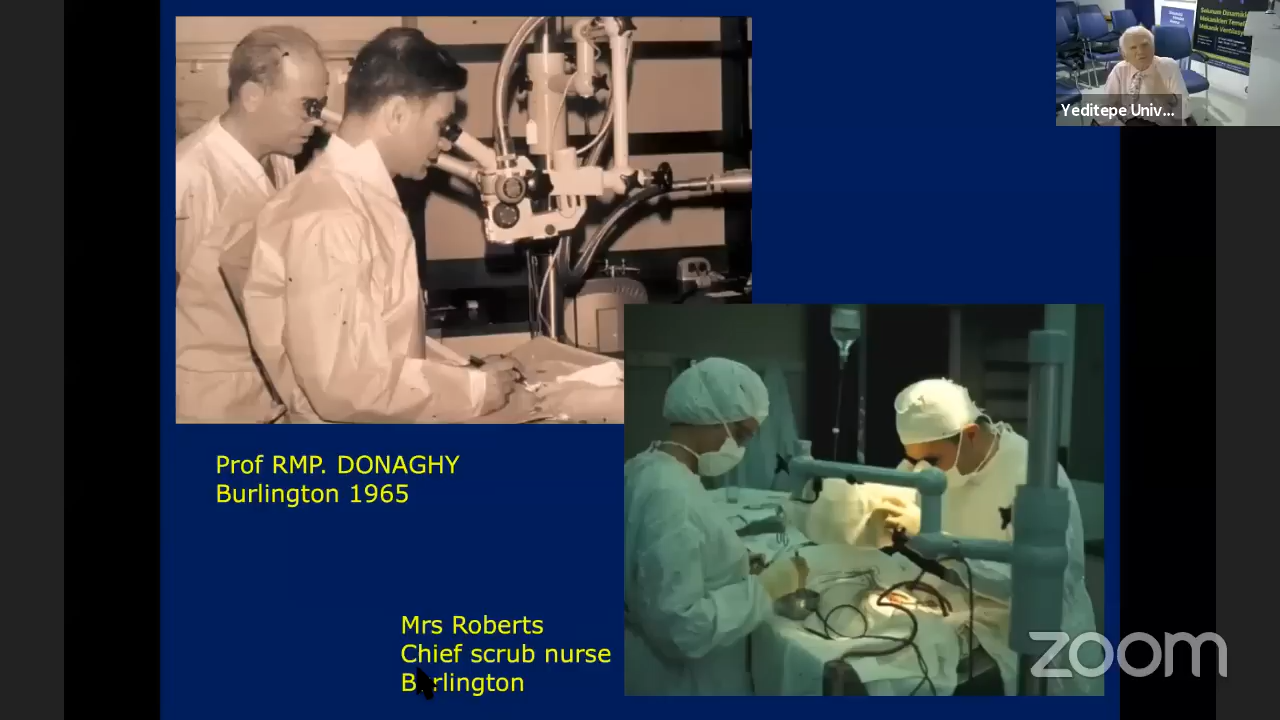 Yeditepe Univ...
Prof RMP. DONAGHY
Burlington 1965
Mrs Roberts
Chief scrub nurse
Burlington
zoom